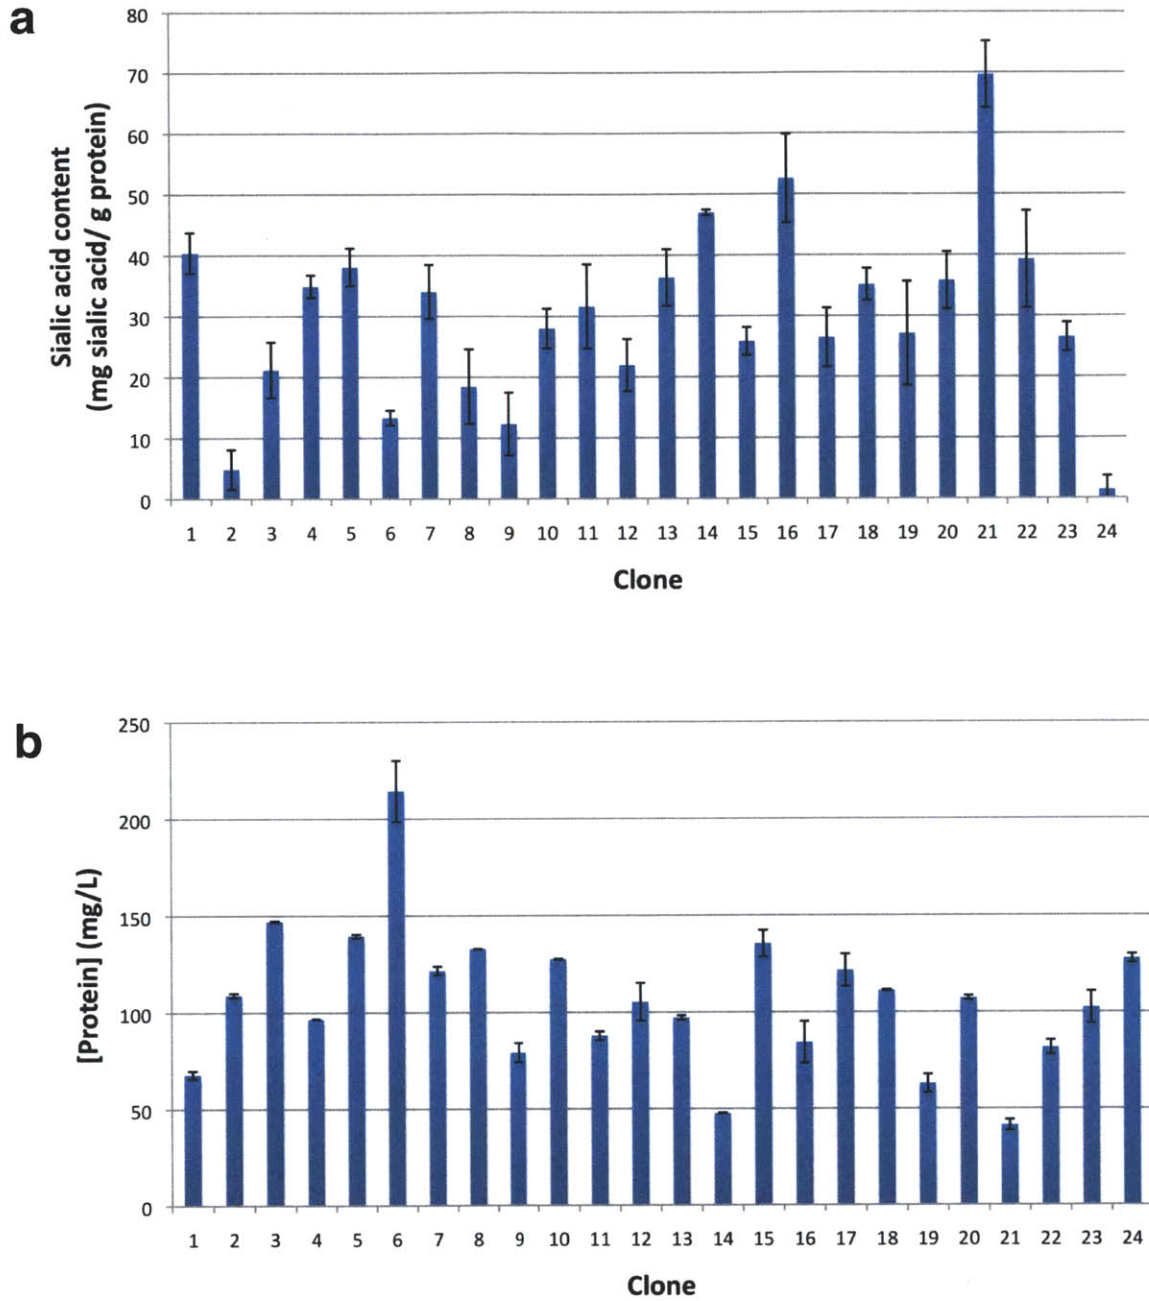 a
80
70
60
50
40
30
20
10
0
Sialic acid content
(mg sialic acid/ g protein)
1 2 3 4 5 6 7 8 9 10 11 12 13 14 15 16 17 18 19 20 21 22 23 24
Clone
b
250
200
150
100
50
0
[Protein] (mg/L)
1 2 3 4 5 6 7 8 9 10 11 12 13 14 15 16 17 18 19 20 21 22 23 24
Clone